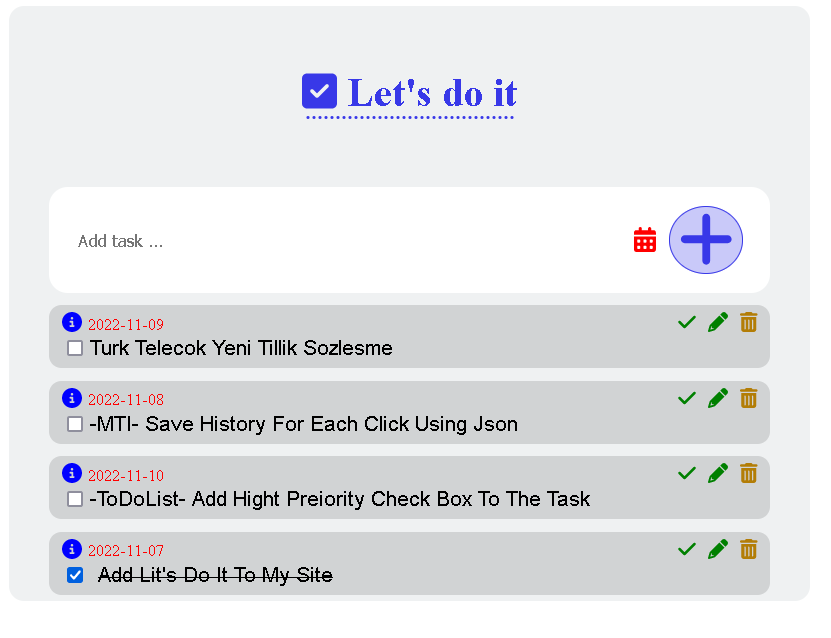 Let's do it
Add task ...
2022-11-09
Turk Telecok Yeni Tillik Sozlesme
2022-11-08
-MTI- Save History For Each Click Using Json
2022-11-10
-ToDoList- Add Hight Preiority Check Box To The Task
2022-11-07
Add Lit's Do It To My Site